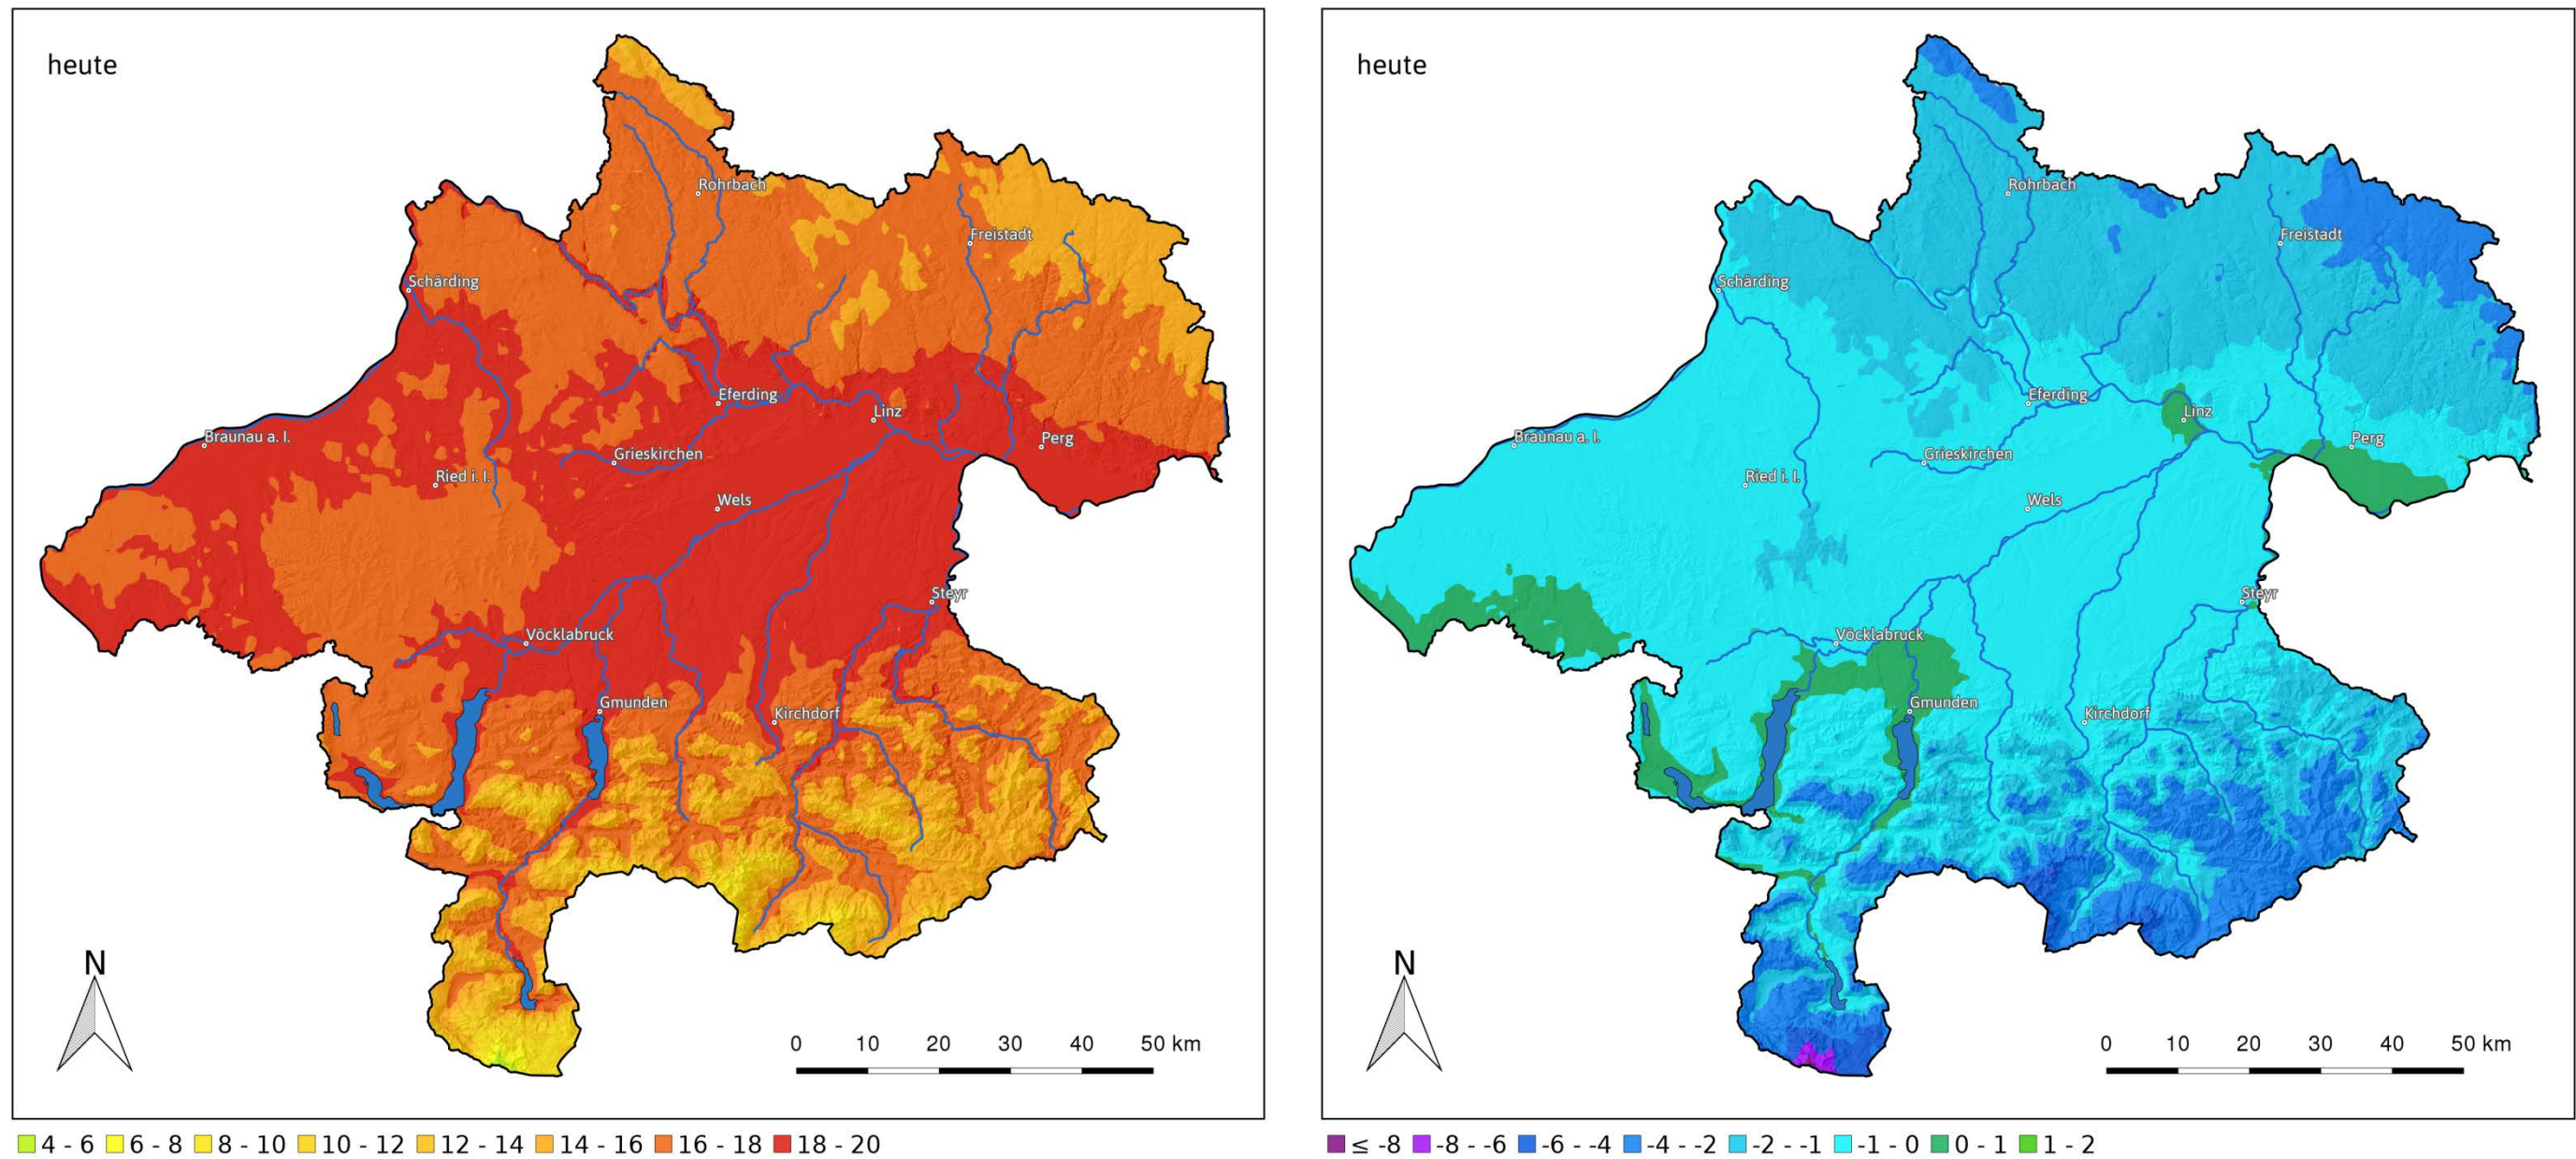 heute
Rohrbach
Freistadt
Schärding
Eferding
Linz
Braunau a. I.
Perg
Grieskirchen
Ried i. I.
Wels
Steyr
Vöcklabruck
Gmunden
Kirchdorf
N
0 10 20 30 40 50 km
4 - 6 6 - 8 8 - 10 10 - 12 12 - 14 14 - 16 16 - 18 18 - 20
heute
Rohrbach
Freistadt
Schärding
Eferding
Linz
Braunau a. I.
Perg
Grieskirchen
Ried i. I.
Wels
Steyr
Vöcklabruck
Gmunden
Kirchdorf
N
0 10 20 30 40 50 km
≤ -8 -8 - -6 -6 - -4 -4 - -2 -2 - -1 -1 - 0 0 - 1 1 - 2